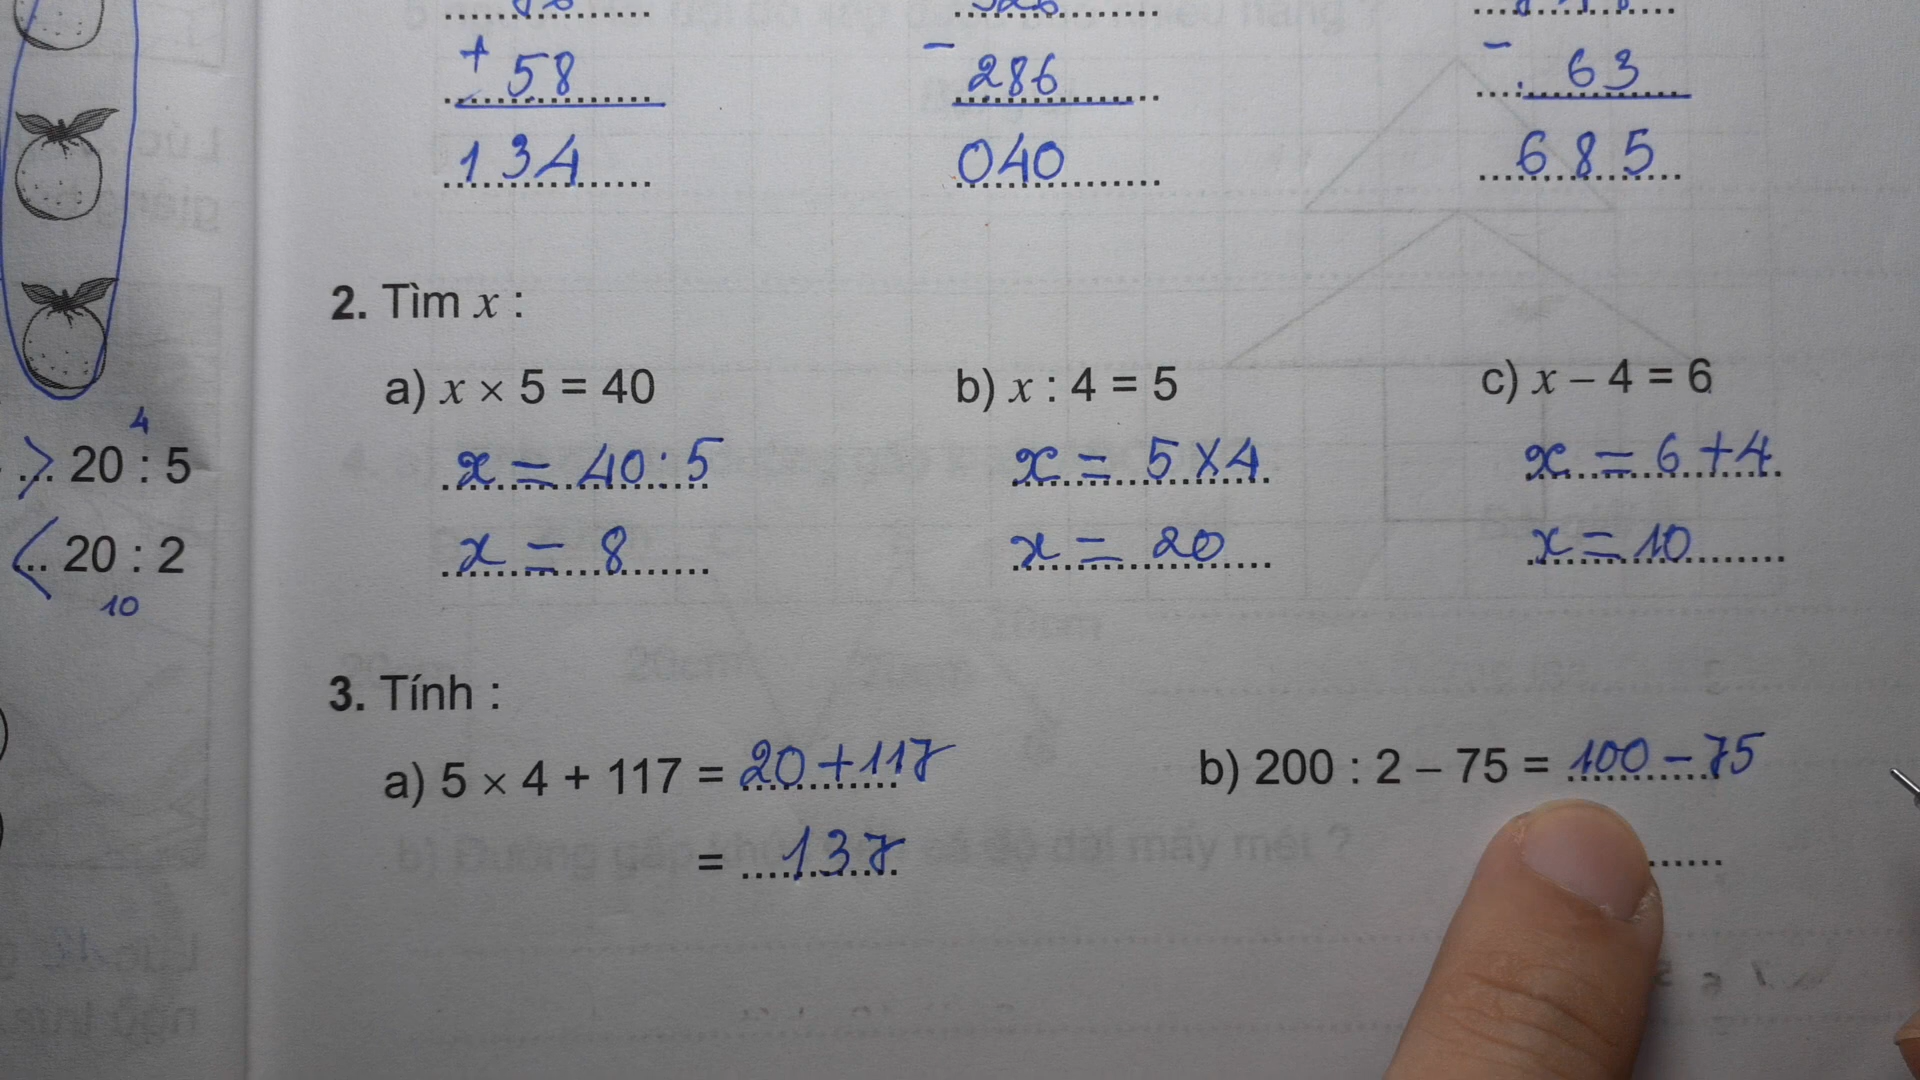 + 58 - 286 - 63
134 040 685
2. Tìm x :
a) x × 5 = 40 b) x : 4 = 5 c) x – 4 = 6
x = 40 : 5 x = 5 × 4 x = 6 + 4
x = 8 x = 20 x = 10
4
> 20 : 5
< 20 : 2
10
3. Tính :
a) 5 × 4 + 117 = 20 + 117 b) 200 : 2 – 75 = 100 - 75
= 137